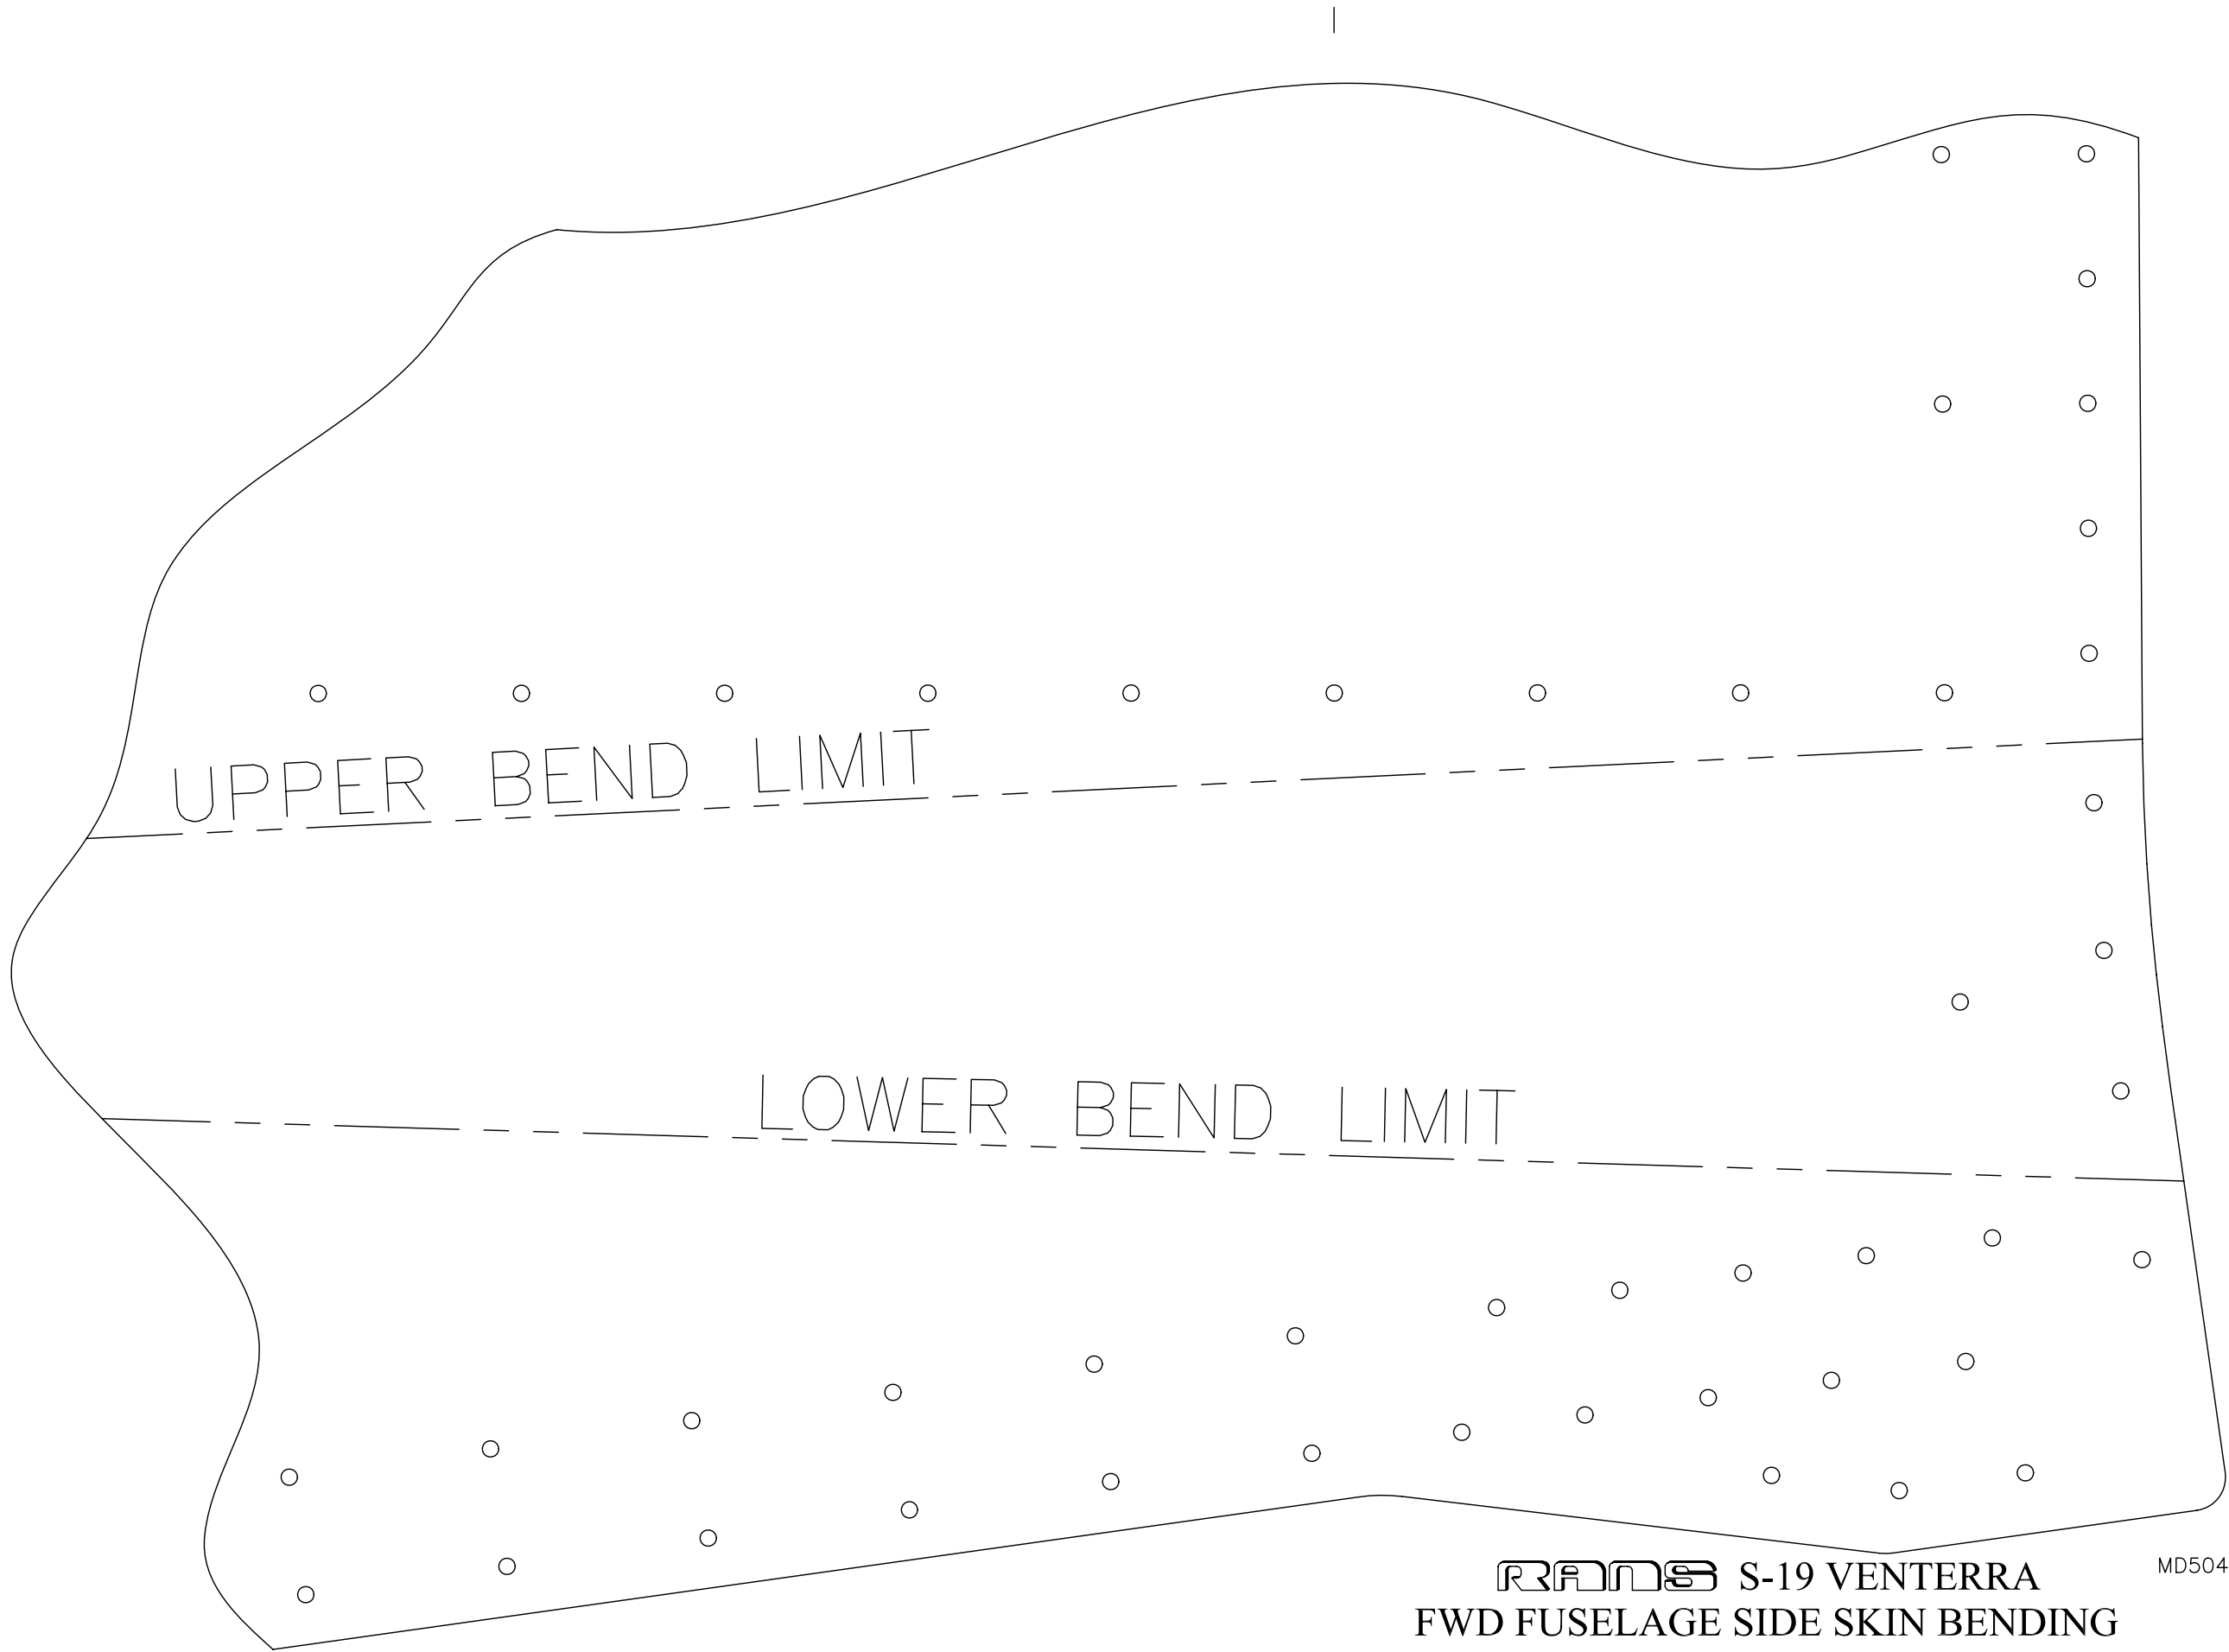 UPPER BEND LIMIT
LOWER BEND LIMIT
RANS S-19 VENTERRA
MD504
FWD FUSELAGE SIDE SKIN BENDING